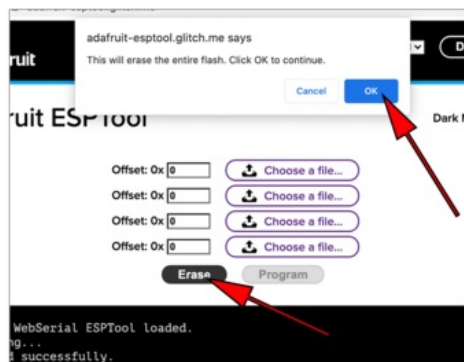 adafruit-esptool.glitch.me says
This will erase the entire flash. Click OK to continue.
Cancel OK
ruit
D
ruit ESPTool
Dark M
Offset: 0x 0 Choose a file...
Offset: 0x 0 Choose a file...
Offset: 0x 0 Choose a file...
Offset: 0x 0 Choose a file...
Erase Program
WebSerial ESPTool loaded.
ng...
d successfully.